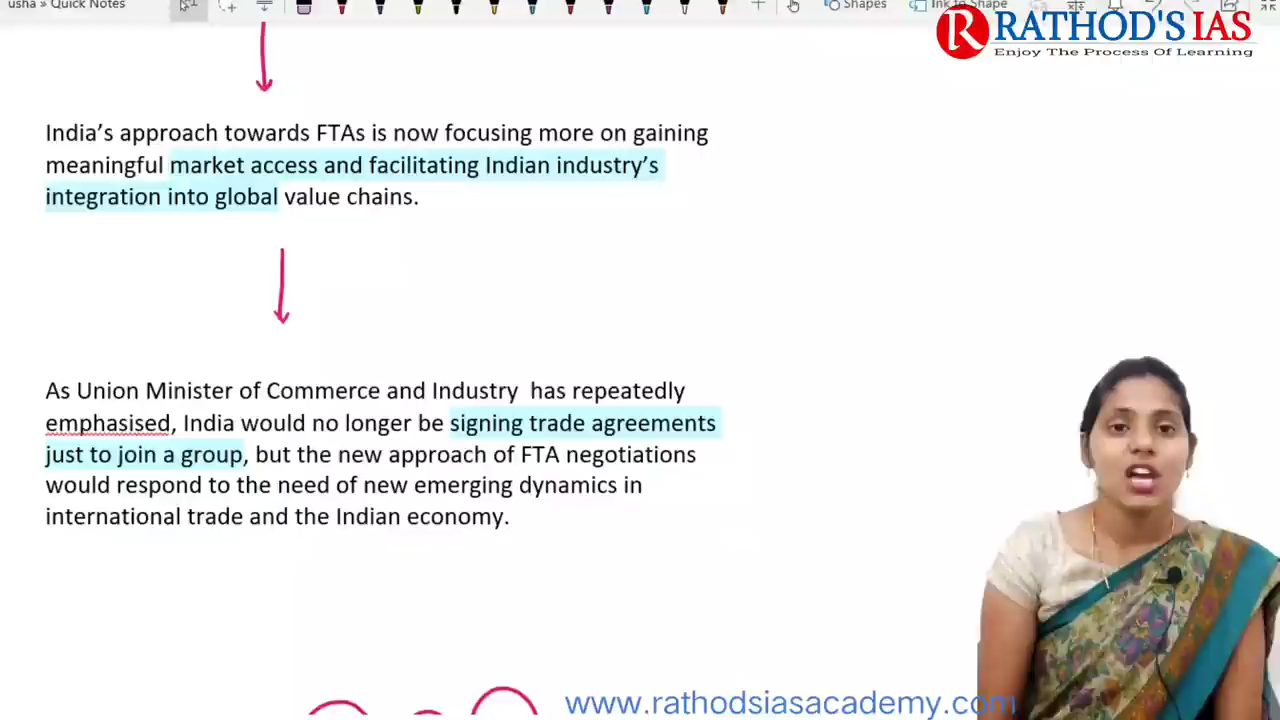 usha » Quick Notes
Shapes
Ink to Shape
R RATHOD'S IAS
Enjoy The Process Of Learning
India's approach towards FTAs is now focusing more on gaining
meaningful market access and facilitating Indian industry's
integration into global value chains.
As Union Minister of Commerce and Industry has repeatedly
emphasised, India would no longer be signing trade agreements
just to join a group, but the new approach of FTA negotiations
would respond to the need of new emerging dynamics in
international trade and the Indian economy.
www.rathodsiasacademy.com